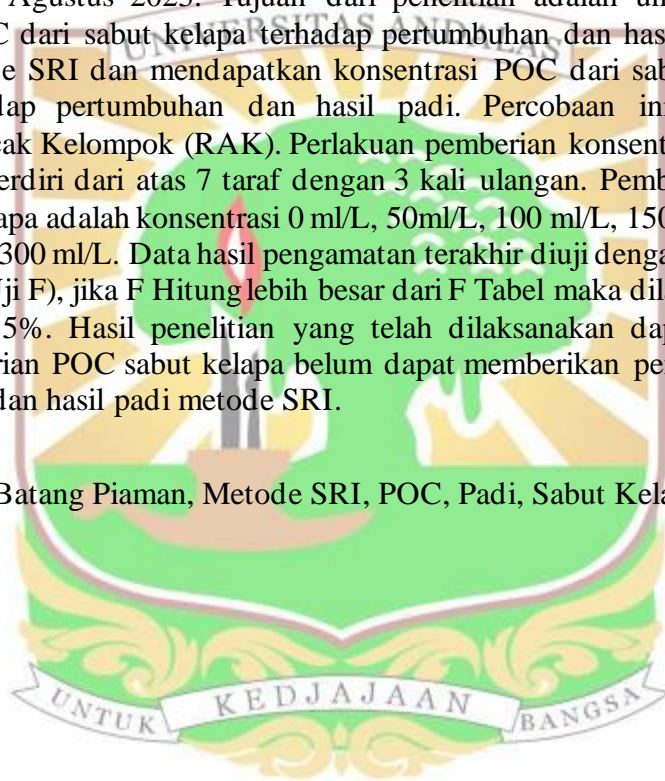 Agustus 2023. Tujuan dari penelitian adalah un
C dari sabut kelapa terhadap pertumbuhan dan has
UNIVERSITAS ANDALAS
e SRI dan mendapatkan konsentrasi POC dari sab
dap pertumbuhan dan hasil padi. Percobaan in
cak Kelompok (RAK). Perlakuan pemberian konsent
erdiri dari atas 7 taraf dengan 3 kali ulangan. Pemb
apa adalah konsentrasi 0 ml/L, 50ml/L, 100 ml/L, 150
300 ml/L. Data hasil pengamatan terakhir diuji denga
ji F), jika F Hitung lebih besar dari F Tabel maka dila
5%. Hasil penelitian yang telah dilaksanakan dap
rian POC sabut kelapa belum dapat memberikan pe
dan hasil padi metode SRI.
Batang Piaman, Metode SRI, POC, Padi, Sabut Kela
UNTUK KEDJAJAAN BANGSA